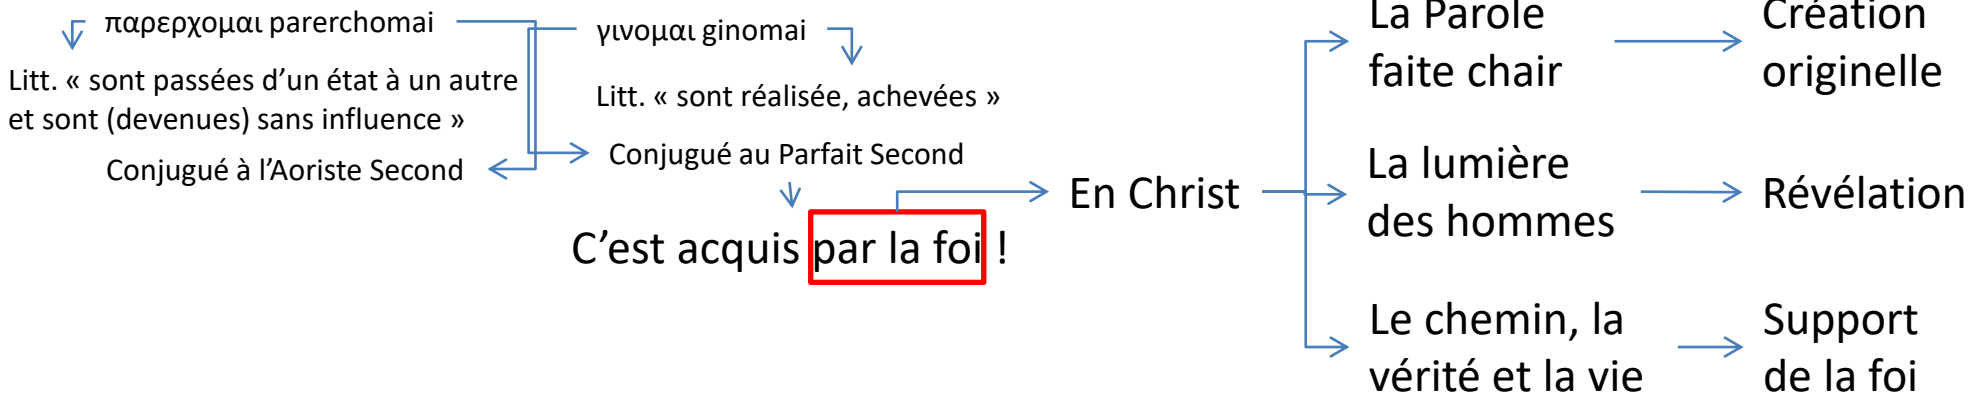 παρερχομαι parerchomai
Litt. « sont passées d’un état à un autre
et sont (devenues) sans influence »
Conjugué à l’Aoriste Second
γινομαι ginomai
Litt. « sont réalisée, achevées »
Conjugué au Parfait Second
C’est acquis par la foi !
En Christ
La Parole
faite chair
Création
originelle
La lumière
des hommes
Révélation
Le chemin, la
vérité et la vie
Support
de la foi